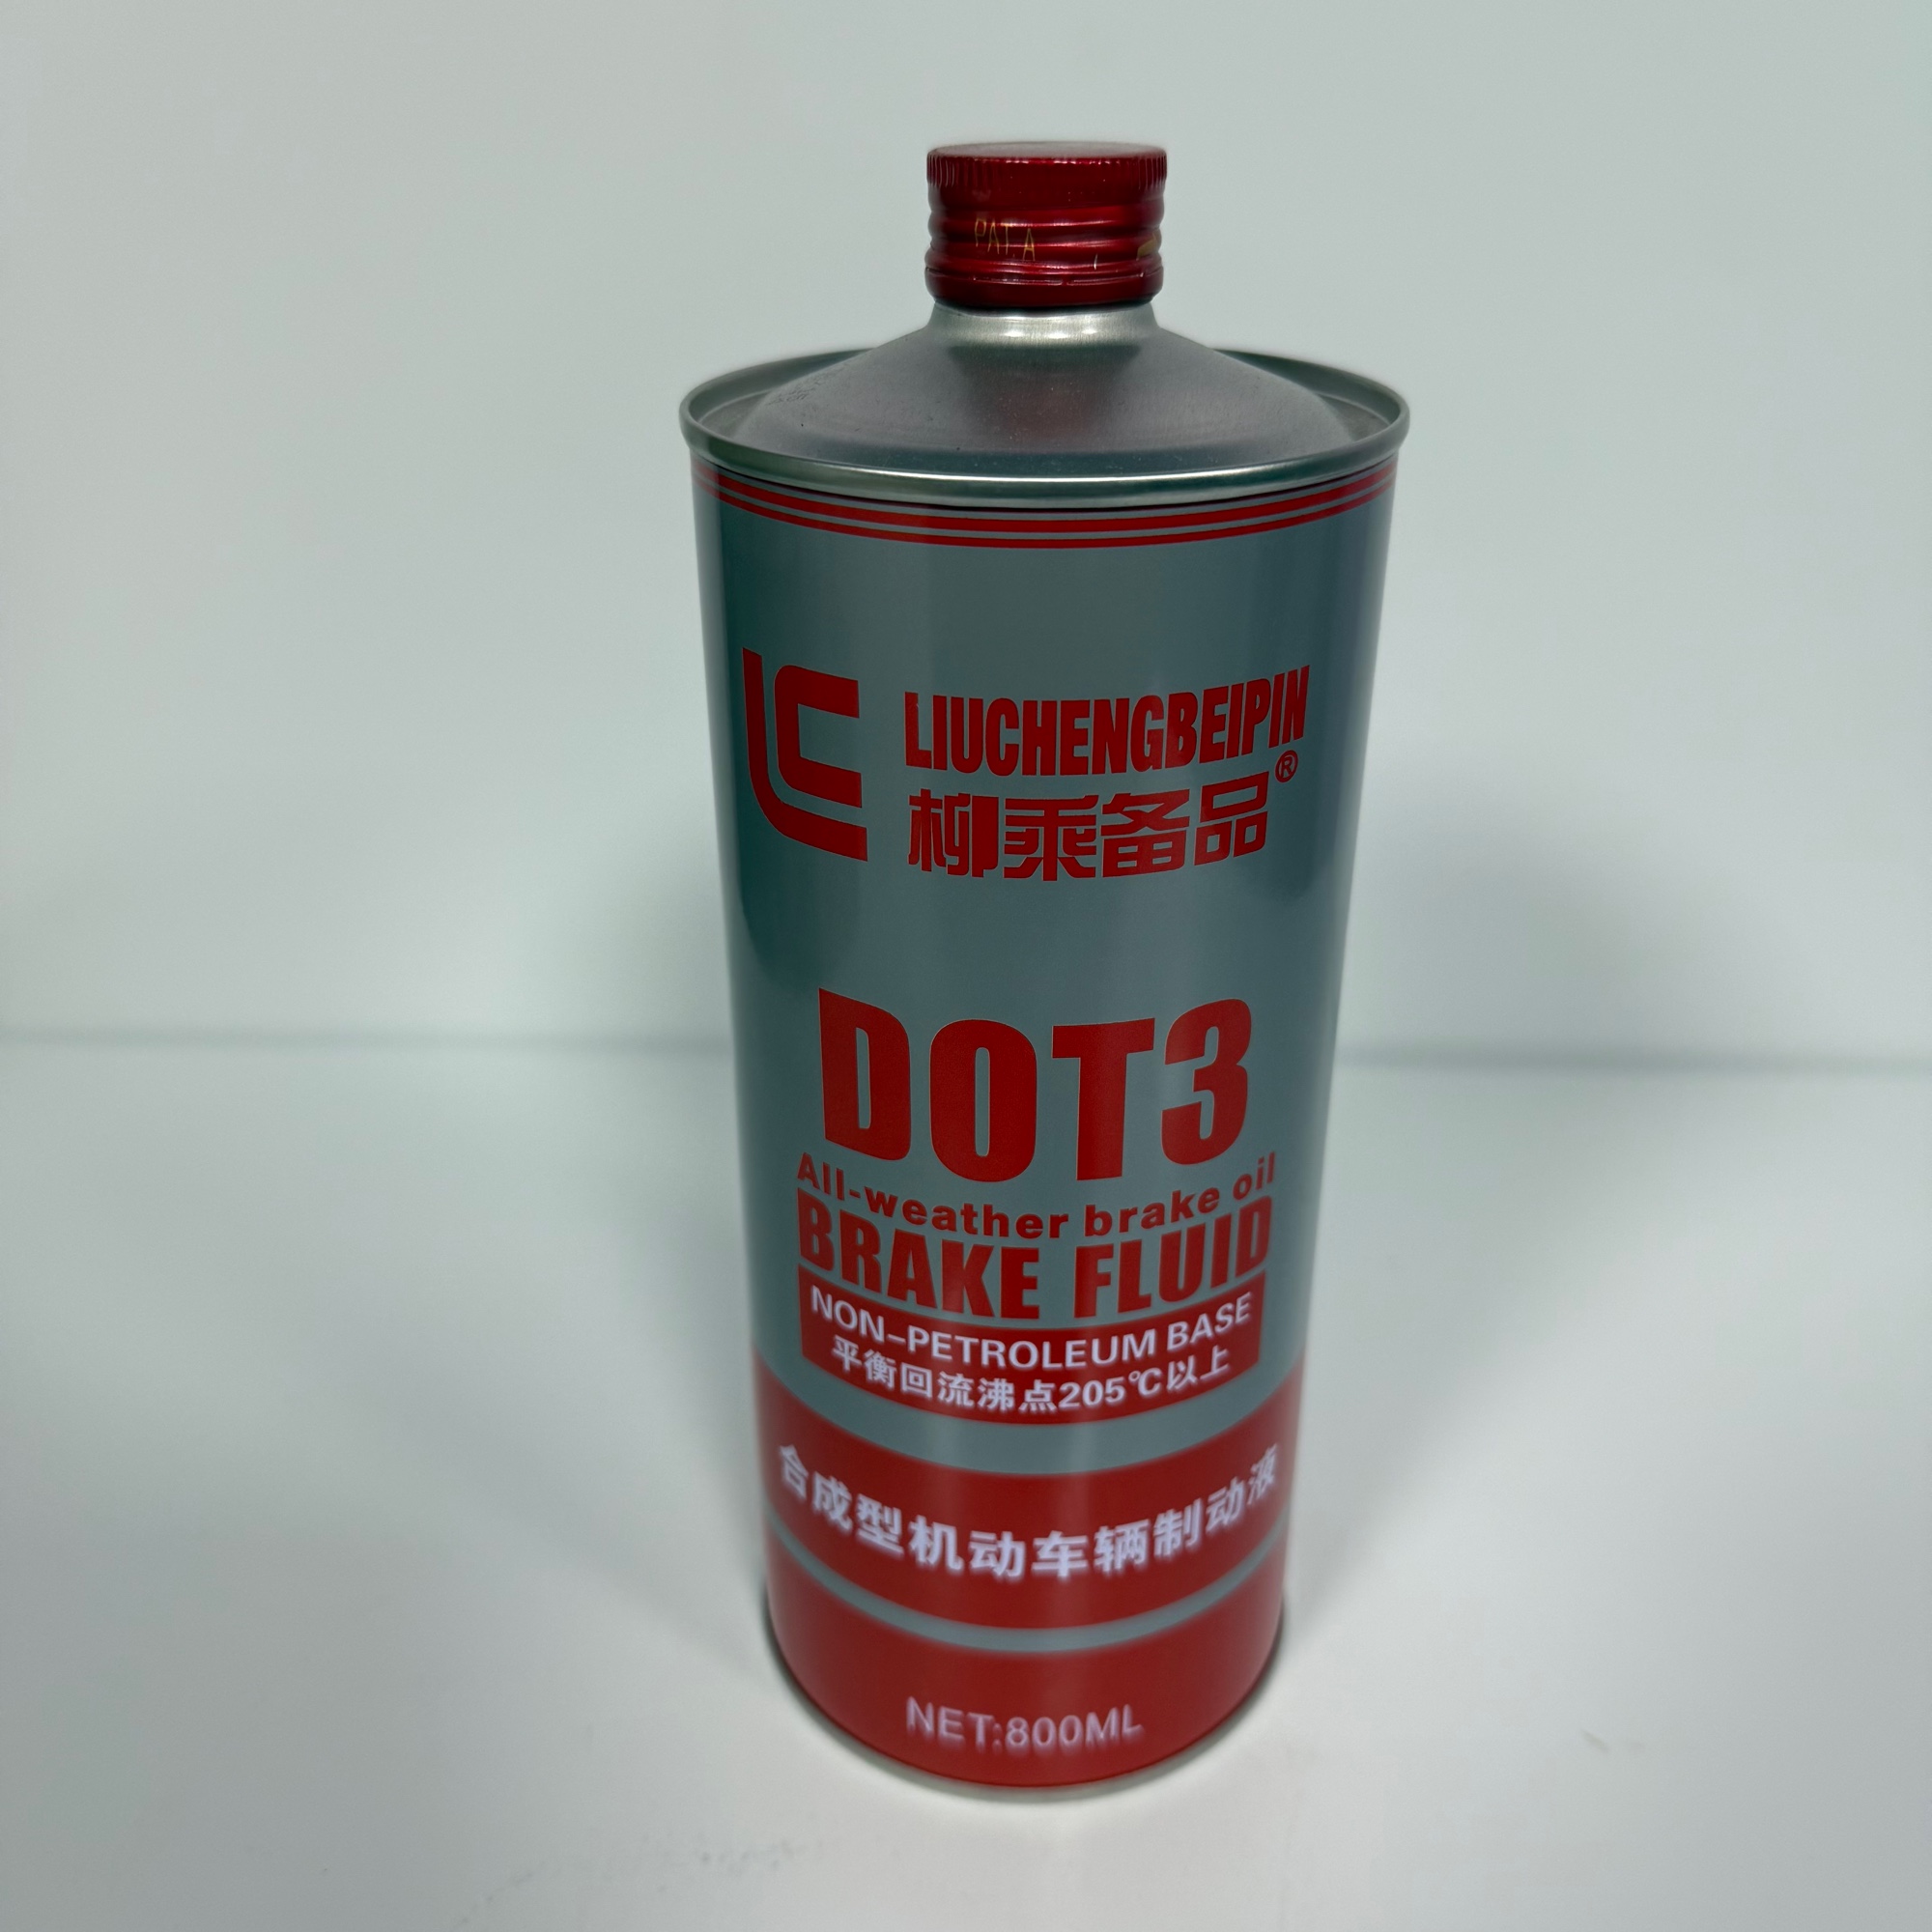 PAT.A
LIUCHENGBEIPIN
柳乘备品®
DOT3
All-weather brake oil
BRAKE FLUID
NON-PETROLEUM BASE
平衡回流沸点205℃以上
合成型机动车辆制动液
NET:800ML